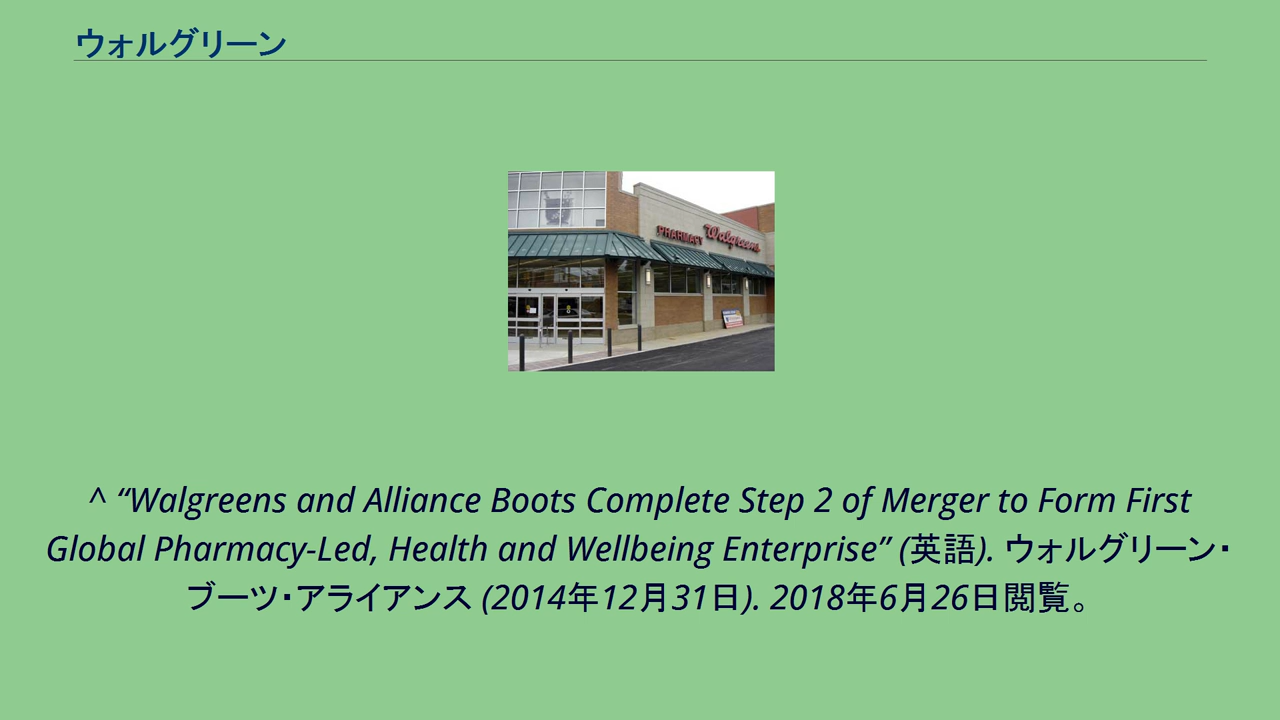 ウォルグリーン
PHARMACY Walgreens
^ “Walgreens and Alliance Boots Complete Step 2 of Merger to Form First
Global Pharmacy-Led, Health and Wellbeing Enterprise” (英語). ウォルグリーン・
ブーツ・アライアンス (2014年12月31日). 2018年6月26日閲覧。